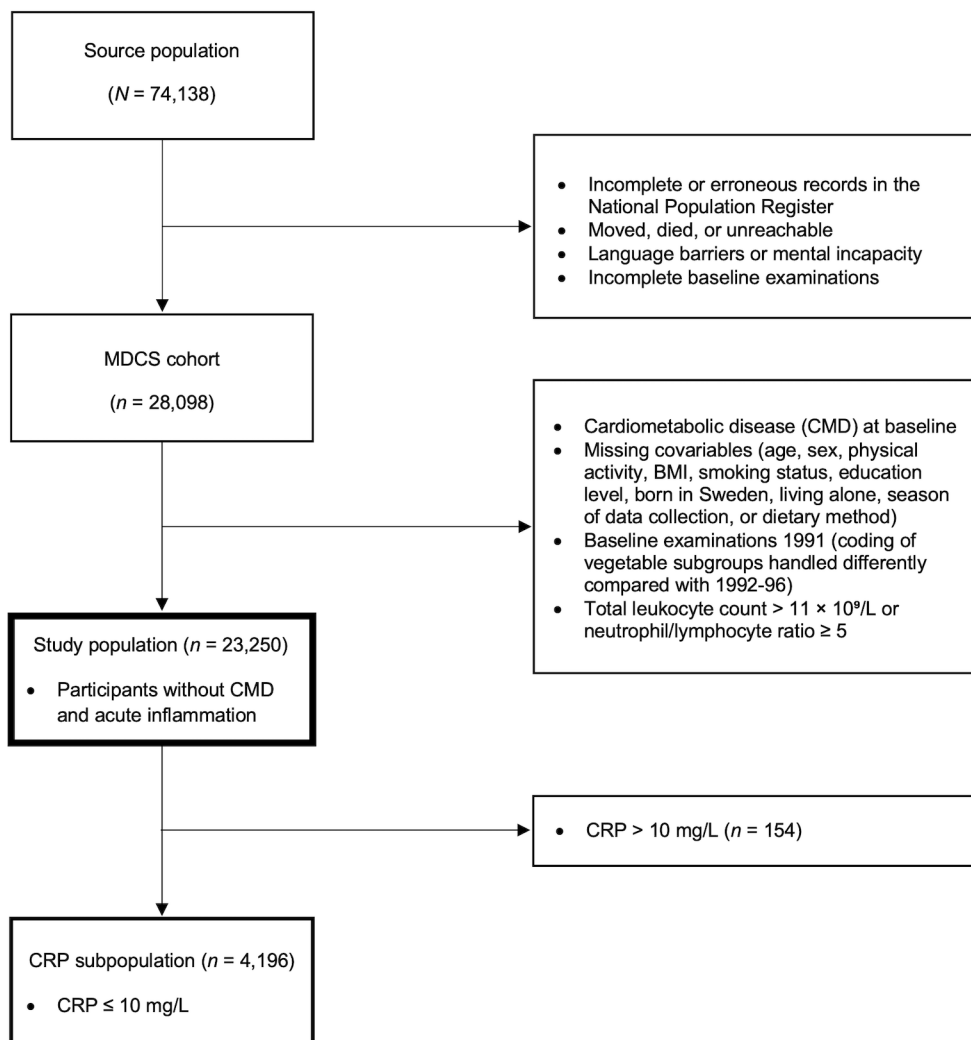 Source population
(N = 74,138)
• Incomplete or erroneous records in the
National Population Register
• Moved, died, or unreachable
• Language barriers or mental incapacity
• Incomplete baseline examinations
MDCS cohort
(n = 28,098)
• Cardiometabolic disease (CMD) at baseline
• Missing covariables (age, sex, physical
activity, BMI, smoking status, education
level, born in Sweden, living alone, season
of data collection, or dietary method)
• Baseline examinations 1991 (coding of
vegetable subgroups handled differently
compared with 1992-96)
• Total leukocyte count > 11 × 10⁹/L or
neutrophil/lymphocyte ratio ≥ 5
Study population (n = 23,250)
• Participants without CMD
and acute inflammation
• CRP > 10 mg/L (n = 154)
CRP subpopulation (n = 4,196)
• CRP ≤ 10 mg/L